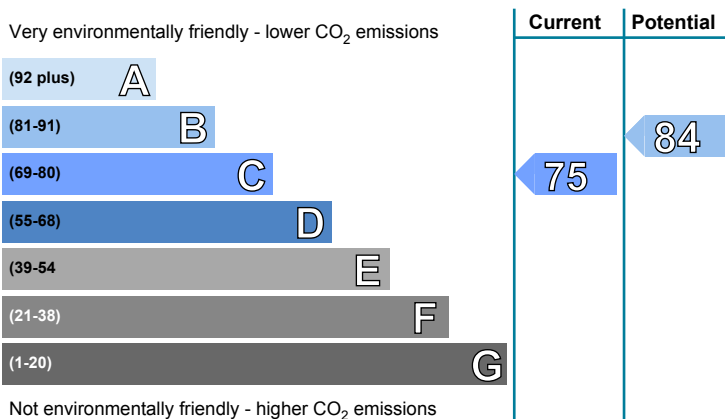 Very environmentally friendly - lower CO₂ emissions
Current
Potential
(92 plus) A
(81-91) B
84
(69-80) C
75
(55-68) D
(39-54 E
(21-38) F
(1-20) G
Not environmentally friendly - higher CO₂ emissions